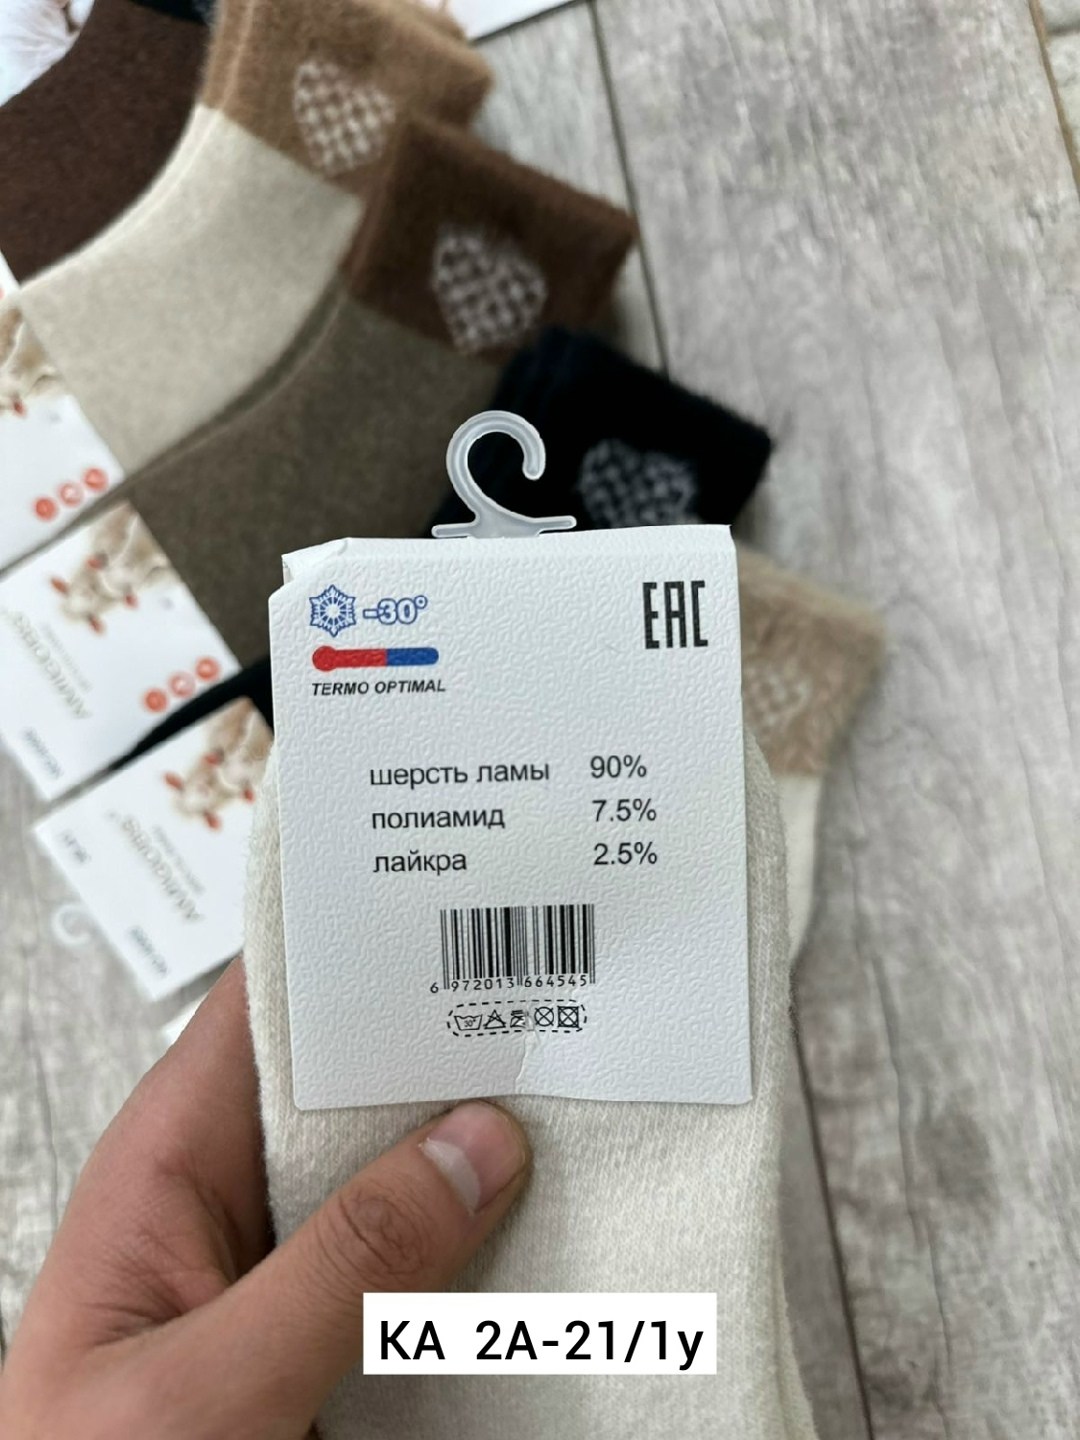 -30°
EAC
TERMO OPTIMAL
шерсть ламы 90%
полиамид 7.5%
лайкра 2.5%
6 972013 664545
30°
KA 2A-21/1y